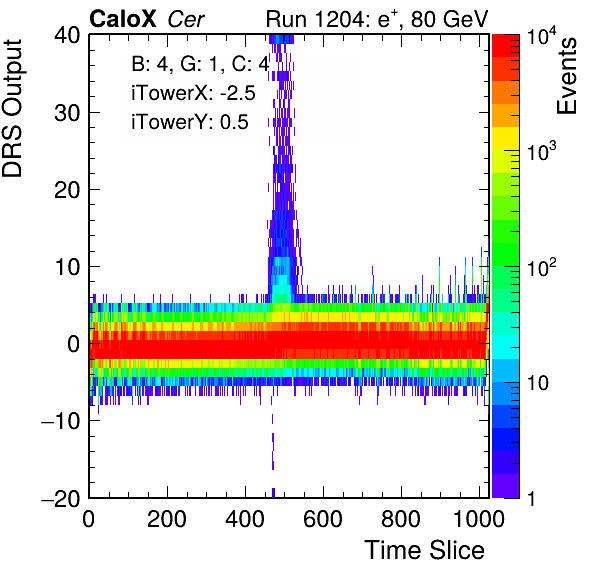 CaloX Cer Run 1204: e⁺, 80 GeV
B: 4, G: 1, C: 4
iTowerX: -2.5
iTowerY: 0.5
DRS Output
40
30
20
10
0
−10
−20
0 200 400 600 800 1000
Time Slice
Events
10⁴
10³
10²
10
1